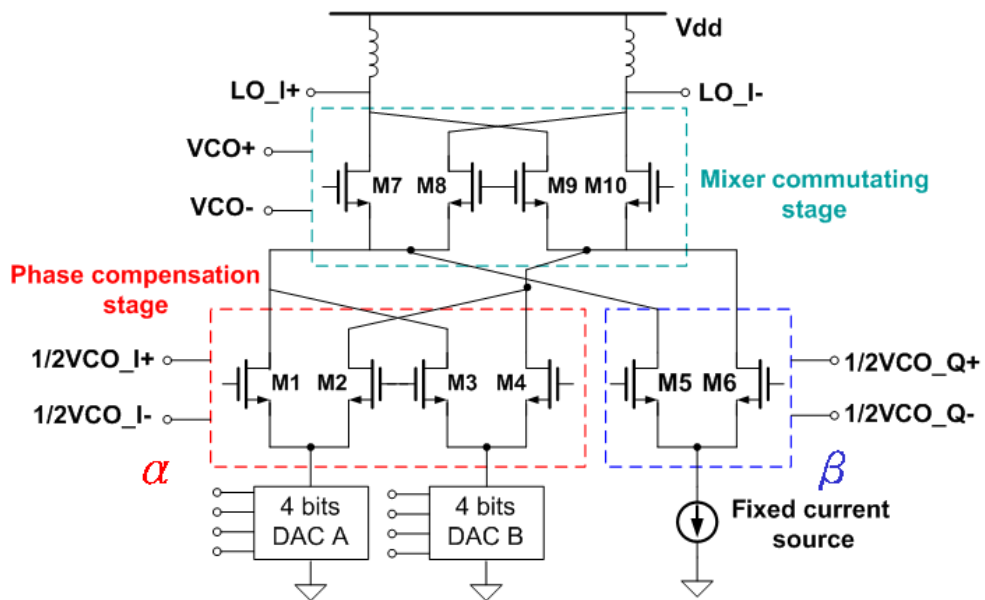 Vdd
LO_I+
LO_I-
VCO+
VCO-
M7
M8
M9
M10
Mixer commutating
stage
Phase compensation
stage
1/2VCO_I+
1/2VCO_I-
M1
M2
M3
M4
M5
M6
1/2VCO_Q+
1/2VCO_Q-
α
β
4 bits
DAC A
4 bits
DAC B
Fixed current
source